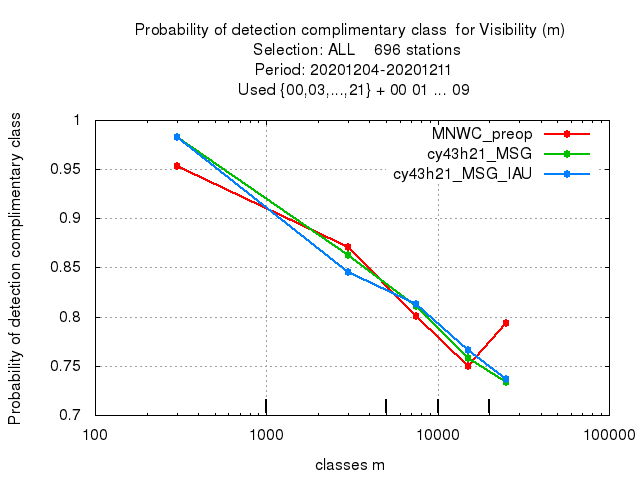 Probability of detection complimentary class  for Visibility (m)
Selection: ALL    696 stations
Period: 20201204-20201211
Used {00,03,...,21} + 00 01 ... 09
Probability of detection complimentary class
1
0.95
0.9
0.85
0.8
0.75
0.7
MNWC_preop
cy43h21_MSG
cy43h21_MSG_IAU
100 1000 10000 100000
classes m